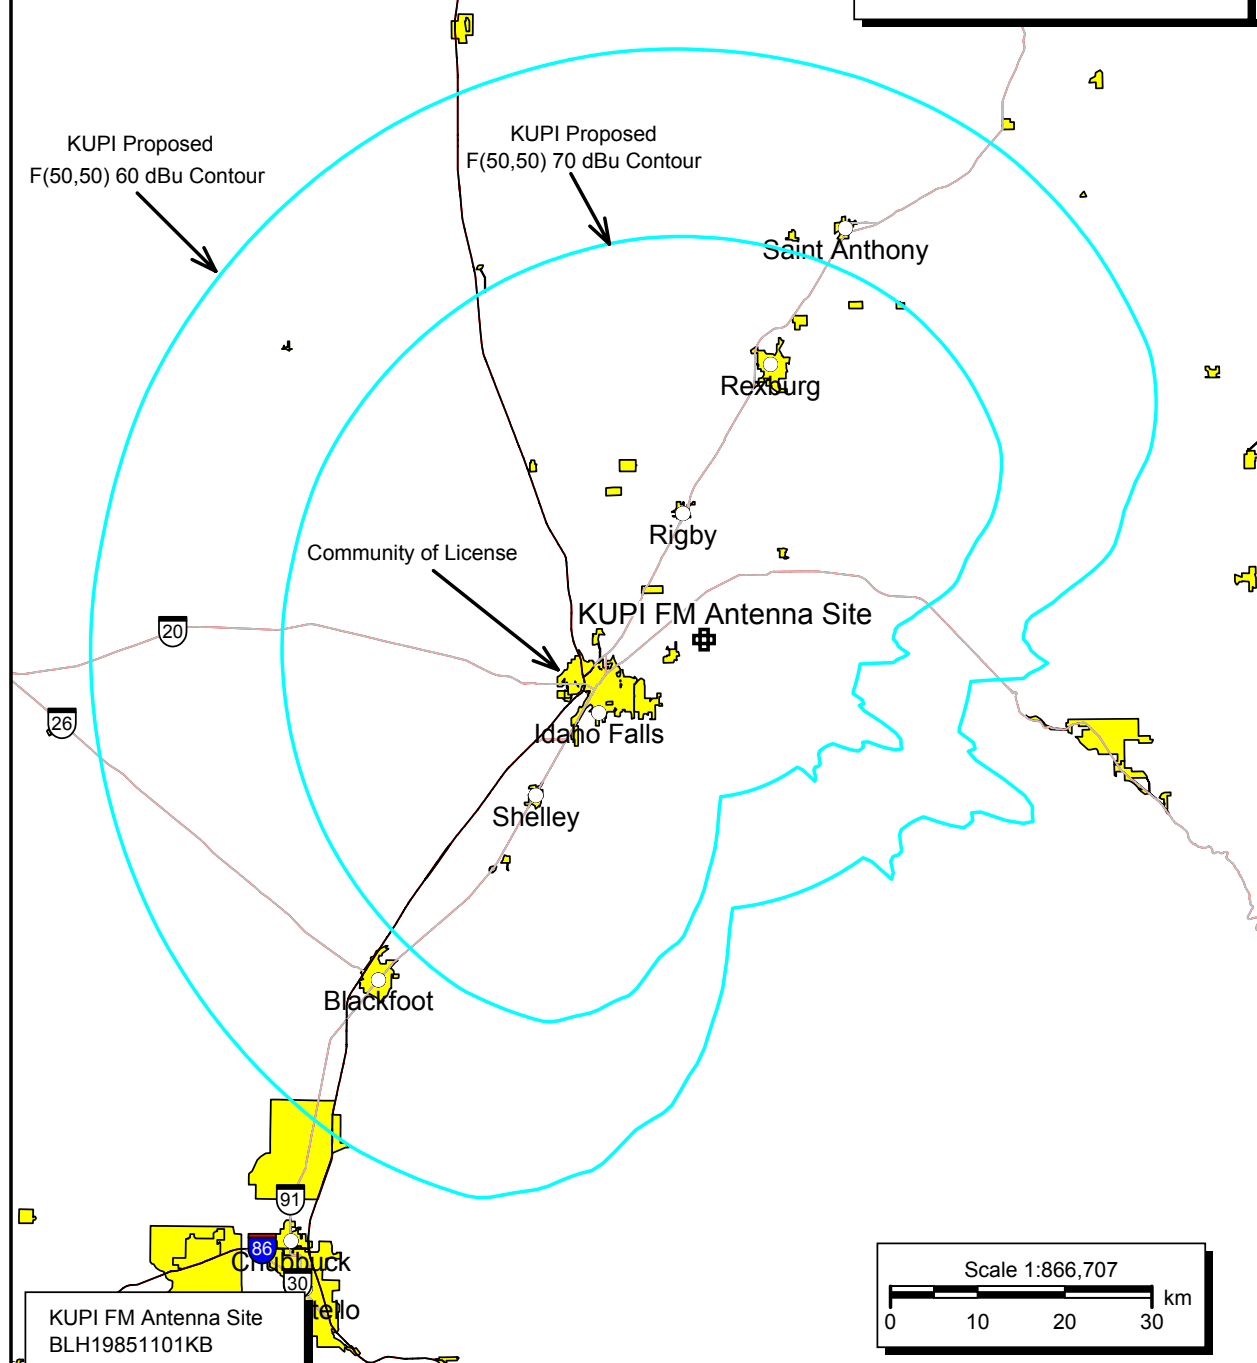 KUPI Proposed
F(50,50) 60 dBu Contour
KUPI Proposed
F(50,50) 70 dBu Contour
Saint Anthony
Rexburg
Rigby
Community of License
KUPI FM Antenna Site
20
26
Idaho Falls
Shelley
Blackfoot
91
86
Chubbuck
30
tello
KUPI FM Antenna Site
BLH19851101KB
Scale 1:866,707
km
0 10 20 30